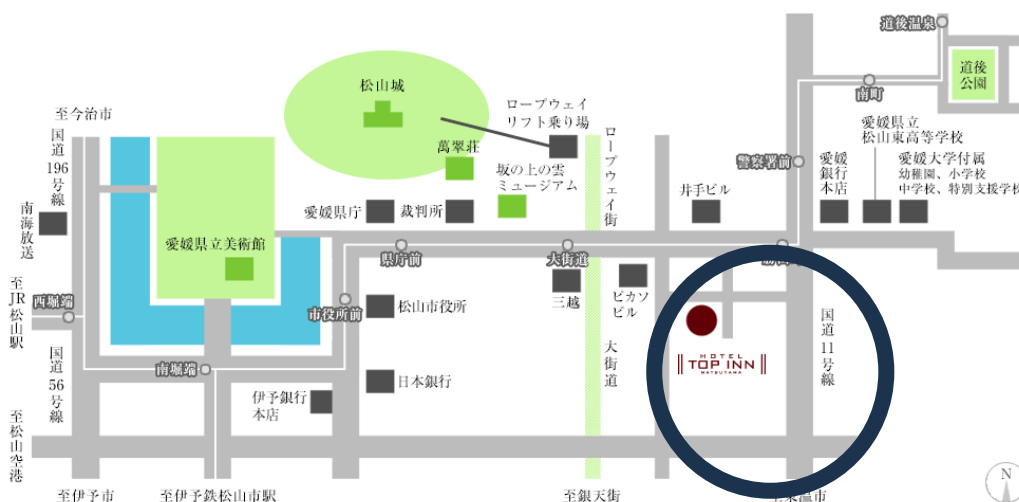 道後温泉
道後
公園
南町
松山城
ロープウェイ
リフト乗り場
至今治市
国道196号線
萬翠荘
坂の上の雲
ミュージアム
ロープウェイ街
警察署前
愛媛県立
松山東高等学校
愛媛
銀行
本店
愛媛大学付属
幼稚園、小学校
中学校、特別支援学校
井手ビル
南海放送
愛媛県庁
裁判所
愛媛県立美術館
県庁前
大街道
至JR松山駅
西堀端
市役所前
松山市役所
三越
ピカソ
ビル
国道11号線
HOTEL
TOP INN
MATSUYAMA
大街道
国道56号線
南堀端
日本銀行
伊予銀行
本店
至松山空港
至伊予市
至伊予鉄松山市駅
至銀天街
N